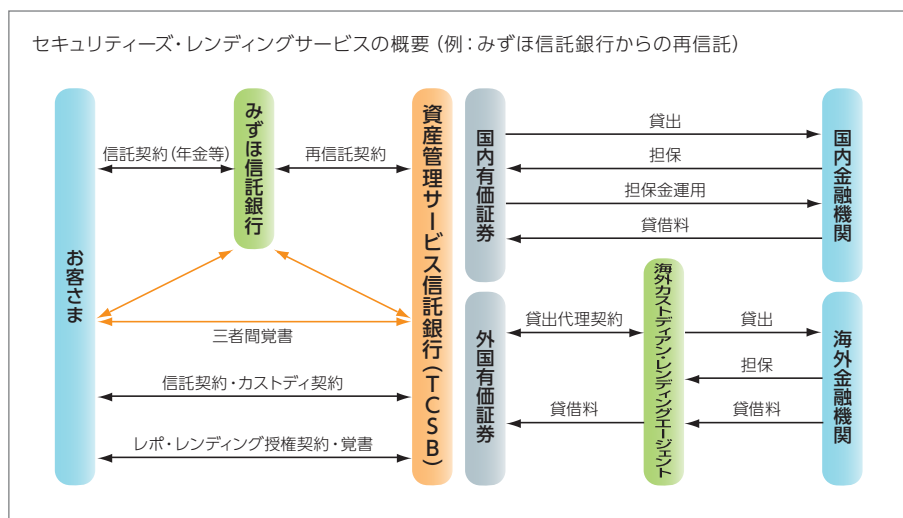 セキュリティーズ・レンディングサービスの概要（例：みずほ信託銀行からの再信託）
お客さま
信託契約（年金等）
みずほ信託銀行
再信託契約
三者間覚書
信託契約・カストディ契約
レポ・レンディング授権契約・覚書
資産管理サービス信託銀行（TCSB）
国内有価証券
貸出
担保
担保金運用
貸借料
国内金融機関
外国有価証券
貸出代理契約
貸借料
海外カストディアン・レンディングエージェント
貸出
担保
貸借料
海外金融機関